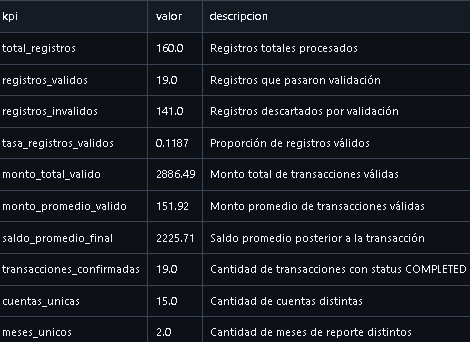 kpi valor descripcion
total_registros 160.0 Registros totales procesados
registros_validos 19.0 Registros que pasaron validación
registros_invalidos 141.0 Registros descartados por validación
tasa_registros_validos 0.1187 Proporción de registros válidos
monto_total_valido 2886.49 Monto total de transacciones válidas
monto_promedio_valido 151.92 Monto promedio de transacciones válidas
saldo_promedio_final 2225.71 Saldo promedio posterior a la transacción
transacciones_confirmadas 19.0 Cantidad de transacciones con status COMPLETED
cuentas_unicas 15.0 Cantidad de cuentas distintas
meses_unicos 2.0 Cantidad de meses de reporte distintos